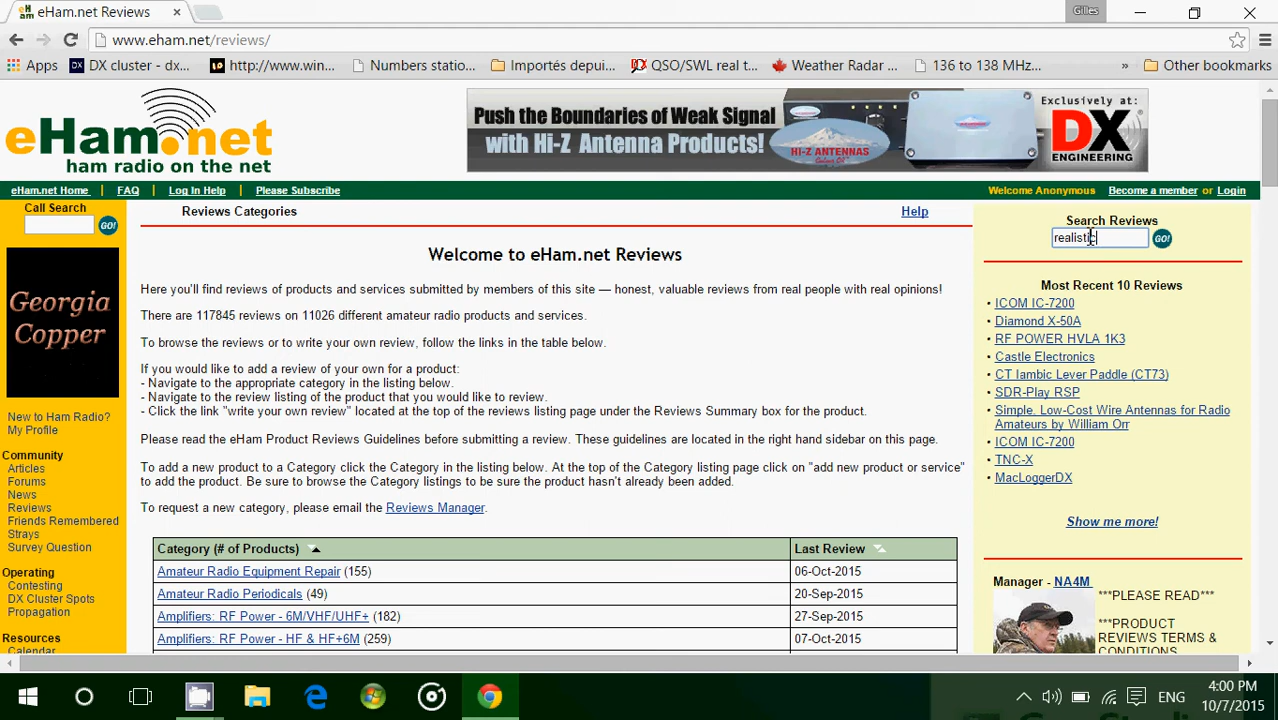 eHam.net Reviews
Gilles
www.eham.net/reviews/
Apps DX cluster - dx... http://www.win... Numbers statio... Importés depui... QSO/SWL real t... Weather Radar ... 136 to 138 MHz... » Other bookmarks
eHam.net
ham radio on the net
Push the Boundaries of Weak Signal
with Hi-Z Antenna Products!
HI-Z ANTENNAS
Exclusively at:
DX
ENGINEERING
eHam.net Home | FAQ | Log In Help | Please Subscribe
Welcome Anonymous Become a member or Login
Call Search
GO!
Georgia
Copper
New to Ham Radio?
My Profile
Community
Articles
Forums
News
Reviews
Friends Remembered
Strays
Survey Question
Operating
Contesting
DX Cluster Spots
Propagation
Resources
Calendar
Reviews Categories
Help
Welcome to eHam.net Reviews
Here you'll find reviews of products and services submitted by members of this site — honest, valuable reviews from real people with real opinions!
There are 117845 reviews on 11026 different amateur radio products and services.
To browse the reviews or to write your own review, follow the links in the table below.
If you would like to add a review of your own for a product:
- Navigate to the appropriate category in the listing below.
- Navigate to the review listing of the product that you would like to review.
- Click the link "write your own review" located at the top of the reviews listing page under the Reviews Summary box for the product.
Please read the eHam Product Reviews Guidelines before submitting a review. These guidelines are located in the right hand sidebar on this page.
To add a new product to a Category click the Category in the listing below. At the top of the Category listing page click on "add new product or service"
to add the product. Be sure to browse the Category listings to be sure the product hasn't already been added.
To request a new category, please email the Reviews Manager.
Category (# of Products) Last Review
Amateur Radio Equipment Repair (155) 06-Oct-2015
Amateur Radio Periodicals (49) 20-Sep-2015
Amplifiers: RF Power - 6M/VHF/UHF+ (182) 27-Sep-2015
Amplifiers: RF Power - HF & HF+6M (259) 07-Oct-2015
Search Reviews
realistic GO!
Most Recent 10 Reviews
• ICOM IC-7200
• Diamond X-50A
• RF POWER HVLA 1K3
• Castle Electronics
• CT Iambic Lever Paddle (CT73)
• SDR-Play RSP
• Simple, Low-Cost Wire Antennas for Radio
Amateurs by William Orr
• ICOM IC-7200
• TNC-X
• MacLoggerDX
Show me more!
Manager - NA4M
***PLEASE READ***
***PRODUCT
REVIEWS TERMS &
CONDITIONS
ENG
4:00 PM
10/7/2015